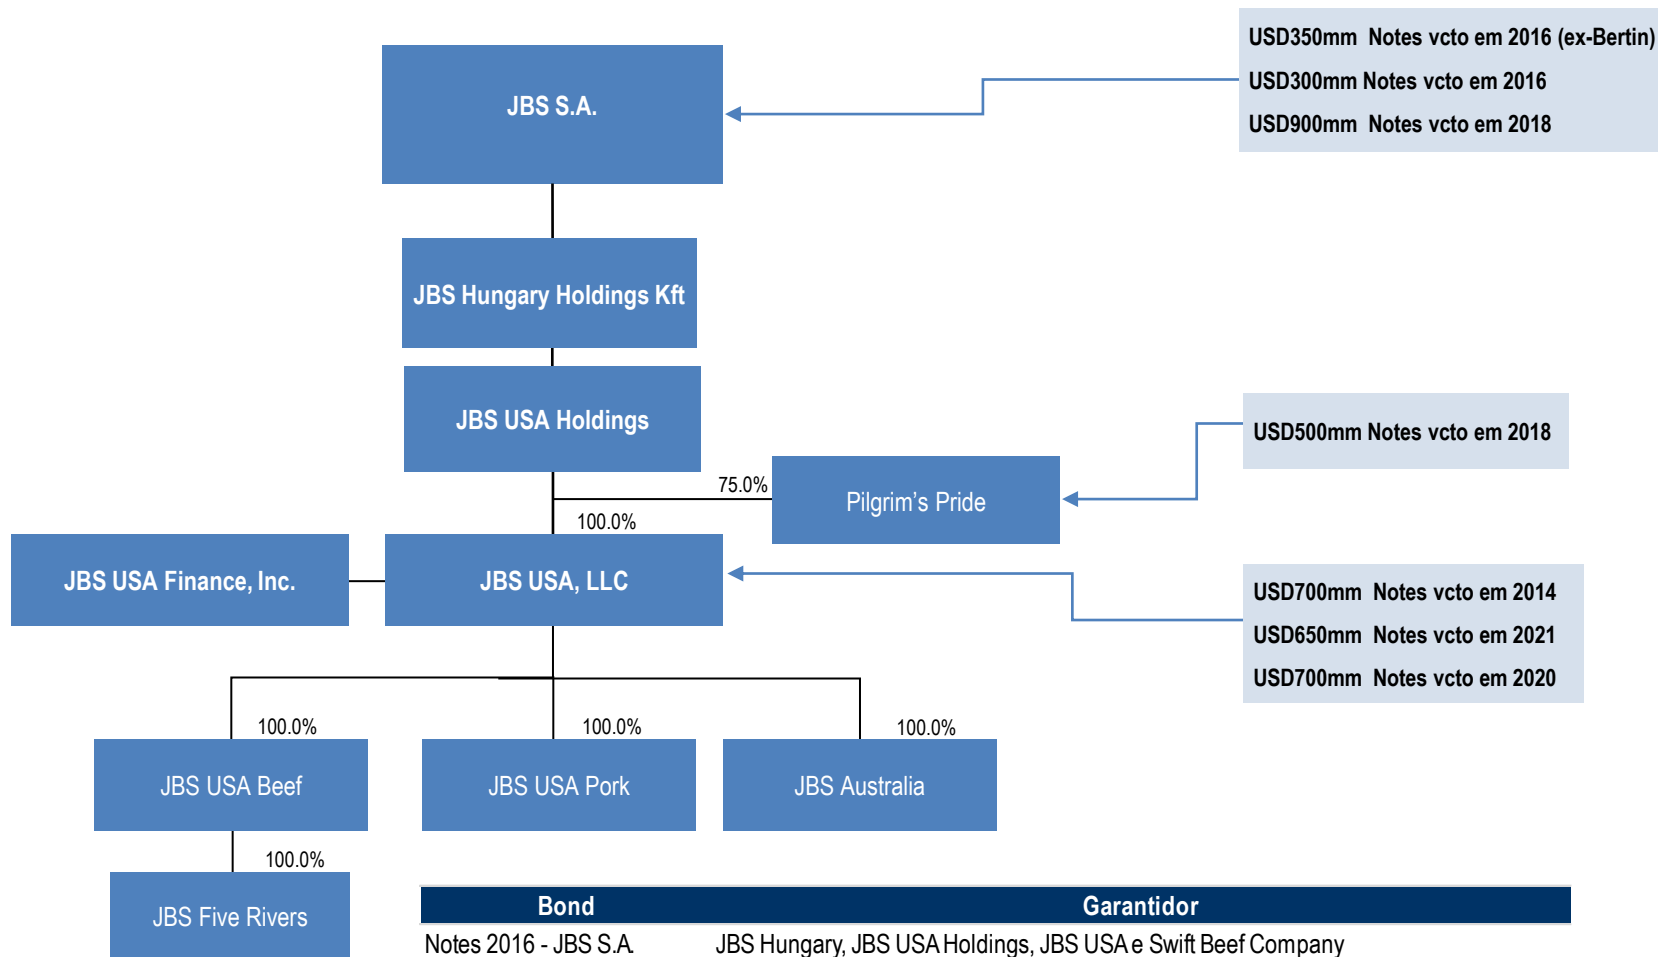 USD350mm Notes vcto em 2016 (ex-Bertin)
USD300mm Notes vcto em 2016
USD900mm Notes vcto em 2018
JBS S.A.
JBS Hungary Holdings Kft
JBS USA Holdings
USD500mm Notes vcto em 2018
75.0%
Pilgrim's Pride
100.0%
JBS USA Finance, Inc.
JBS USA, LLC
USD700mm Notes vcto em 2014
USD650mm Notes vcto em 2021
USD700mm Notes vcto em 2020
100.0%
100.0%
100.0%
JBS USA Beef
JBS USA Pork
JBS Australia
100.0%
JBS Five Rivers
Bond Garantidor
Notes 2016 - JBS S.A. JBS Hungary, JBS USA Holdings, JBS USA e Swift Beef Company